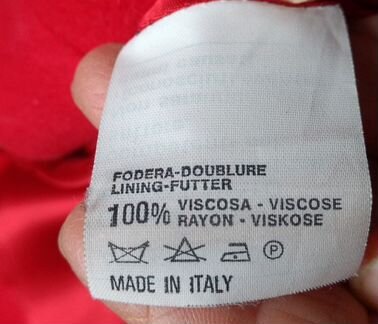 FODERA-DOUBLURE
LINING-FUTTER
100% VISCOSA - VISCOSE
RAYON - VISKOSE
P
MADE IN ITALY